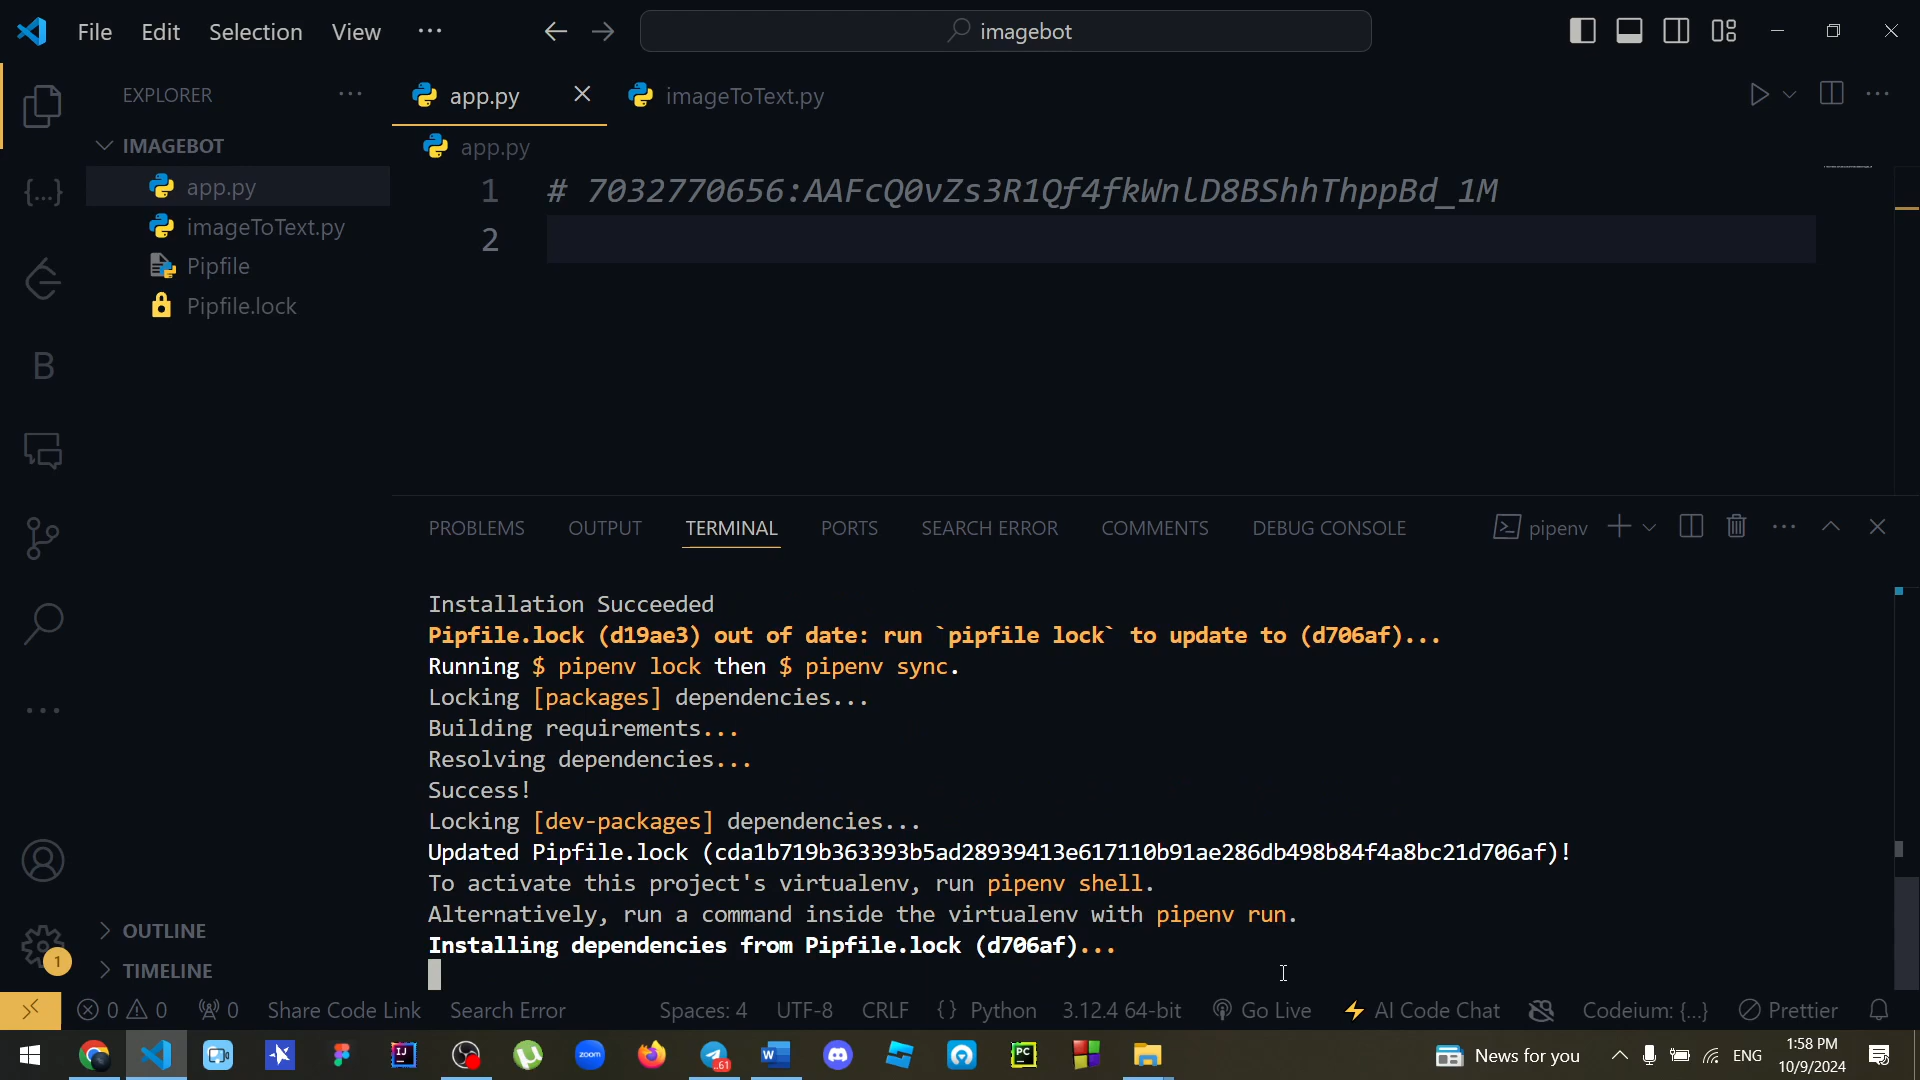 File Edit Selection View ...
imagebot
EXPLORER
app.py
imageToText.py
IMAGEBOT
app.py
imageToText.py
Pipfile
Pipfile.lock
OUTLINE
TIMELINE
B
1
app.py
1 # 7032770656:AAFcQ0vZs3R1Qf4fkWnlD8BShhThppBd_1M
2
PROBLEMS OUTPUT TERMINAL PORTS SEARCH ERROR COMMENTS DEBUG CONSOLE
pipenv
Installation Succeeded
Pipfile.lock (d19ae3) out of date: run `pipfile lock` to update to (d706af)...
Running $ pipenv lock then $ pipenv sync.
Locking [packages] dependencies...
Building requirements...
Resolving dependencies...
Success!
Locking [dev-packages] dependencies...
Updated Pipfile.lock (cda1b719b363393b5ad28939413e617110b91ae286db498b84f4a8bc21d706af)!
To activate this project's virtualenv, run pipenv shell.
Alternatively, run a command inside the virtualenv with pipenv run.
Installing dependencies from Pipfile.lock (d706af)...
0 0 0 Share Code Link Search Error Spaces: 4 UTF-8 CRLF {} Python 3.12.4 64-bit Go Live AI Code Chat Codeium: {...} Prettier
IJ zoom 61 W PC News for you ENG
1:58 PM
10/9/2024